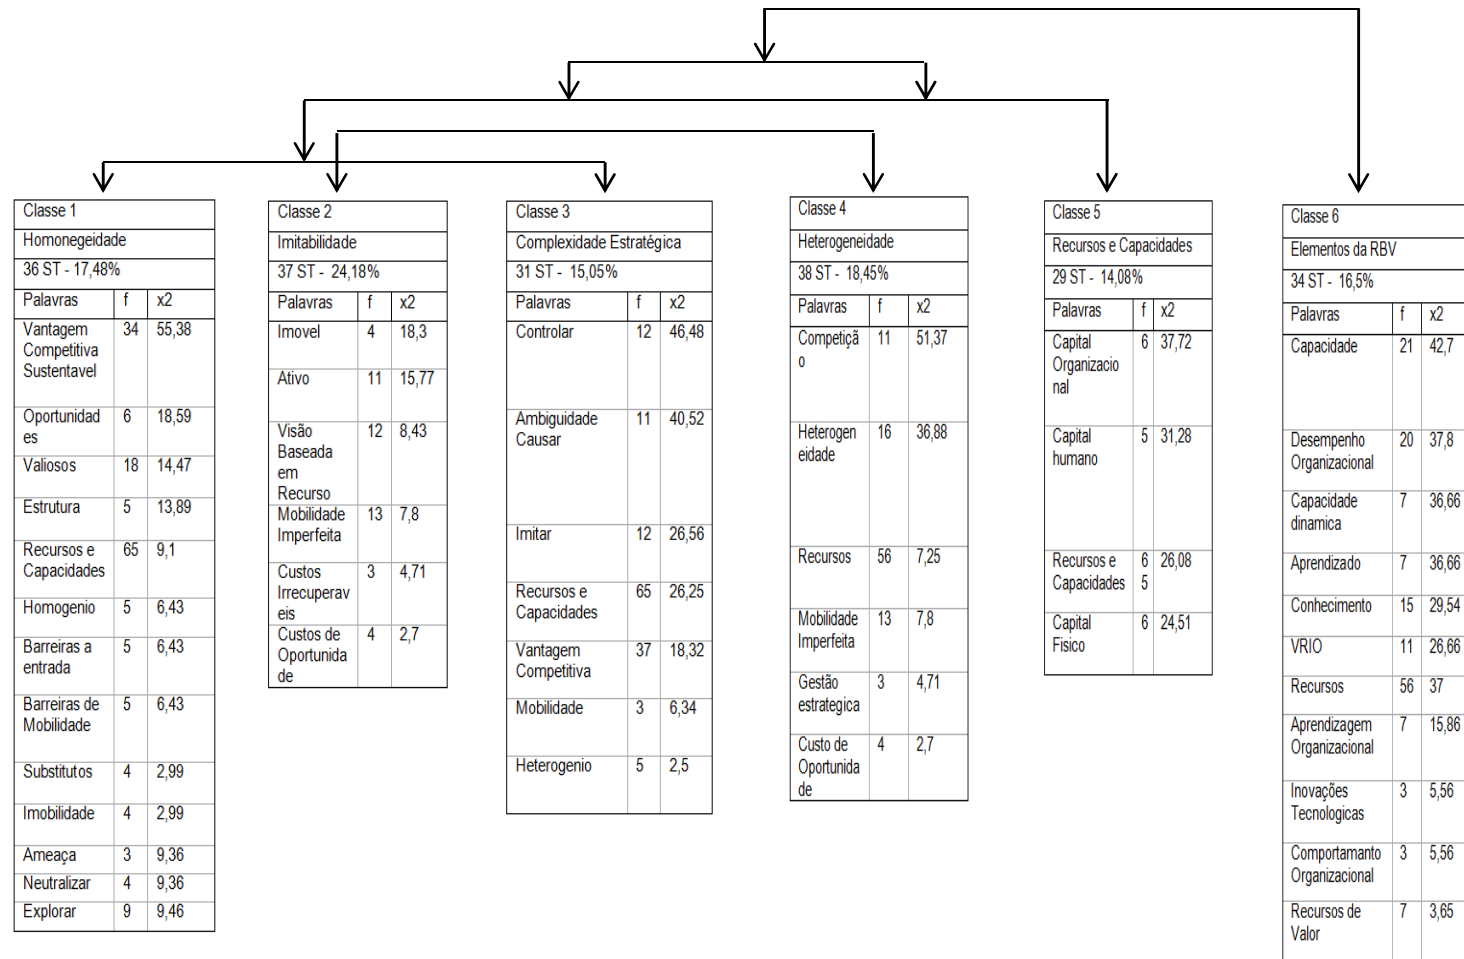 Classe 1
Homonegeidade
36 ST - 17,48%
Palavras f x2
Vantagem 34 55,38
Competitiva
Sustentavel
Oportunidad 6 18,59
es
Valiosos 18 14,47
Estrutura 5 13,89
Recursos e 65 9,1
Capacidades
Homogenio 5 6,43
Barreiras a 5 6,43
entrada
Barreiras de 5 6,43
Mobilidade
Substitutos 4 2,99
Imobilidade 4 2,99
Ameaça 3 9,36
Neutralizar 4 9,36
Explorar 9 9,46
Classe 2
Imitabilidade
37 ST - 24,18%
Palavras f x2
Imovel 4 18,3
Ativo 11 15,77
Visão 12 8,43
Baseada
em
Recurso
Mobilidade 13 7,8
Imperfeita
Custos 3 4,71
Irrecuperav
eis
Custos de 4 2,7
Oportunida
de
Classe 3
Complexidade Estratégica
31 ST - 15,05%
Palavras f x2
Controlar 12 46,48
Ambiguidade 11 40,52
Causar
Imitar 12 26,56
Recursos e 65 26,25
Capacidades
Vantagem 37 18,32
Competitiva
Mobilidade 3 6,34
Heterogenio 5 2,5
Classe 4
Heterogeneidade
38 ST - 18,45%
Palavras f x2
Competiçã 11 51,37
o
Heterogen 16 36,88
eidade
Recursos 56 7,25
Mobilidade 13 7,8
Imperfeita
Gestão 3 4,71
estrategica
Custo de 4 2,7
Oportunida
de
Classe 5
Recursos e Capacidades
29 ST - 14,08%
Palavras f x2
Capital 6 37,72
Organizacio
nal
Capital 5 31,28
humano
Recursos e 6 26,08
Capacidades 5
Capital 6 24,51
Fisico
Classe 6
Elementos da RBV
34 ST - 16,5%
Palavras f x2
Capacidade 21 42,7
Desempenho 20 37,8
Organizacional
Capacidade 7 36,66
dinamica
Aprendizado 7 36,66
Conhecimento 15 29,54
VRIO 11 26,66
Recursos 56 37
Aprendizagem 7 15,86
Organizacional
Inovações 3 5,56
Tecnologicas
Comportamanto 3 5,56
Organizacional
Recursos de 7 3,65
Valor